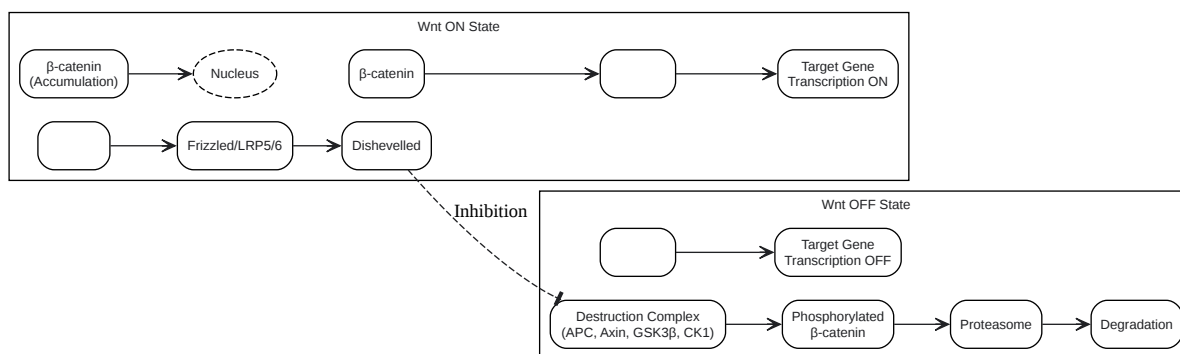 Wnt ON State
β-catenin
(Accumulation)
Nucleus
β-catenin
Target Gene
Transcription ON
Frizzled/LRP5/6
Dishevelled
Inhibition
Wnt OFF State
Target Gene
Transcription OFF
Destruction Complex
(APC, Axin, GSK3β, CK1)
Phosphorylated
β-catenin
Proteasome
Degradation